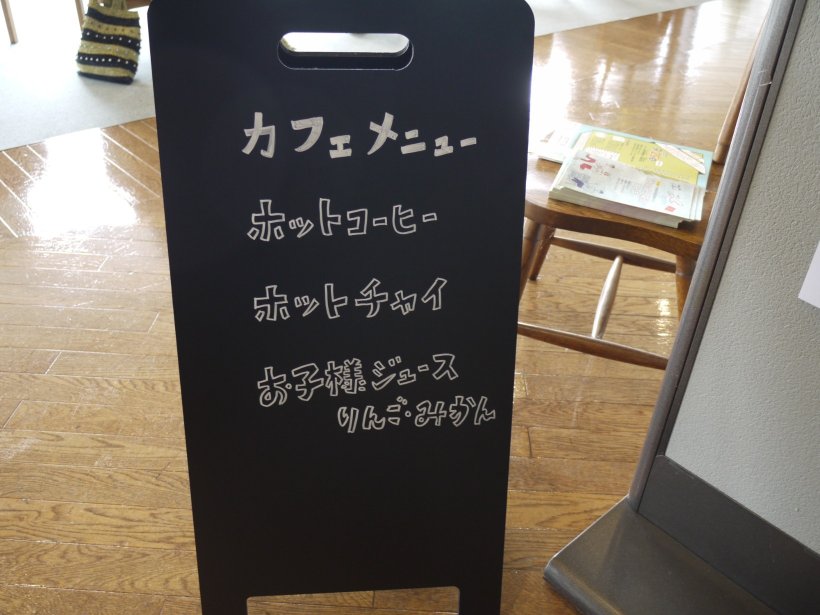 カフェメニュー
ホットコーヒー
ホットチャイ
お子様ジュース
りんご・みかん